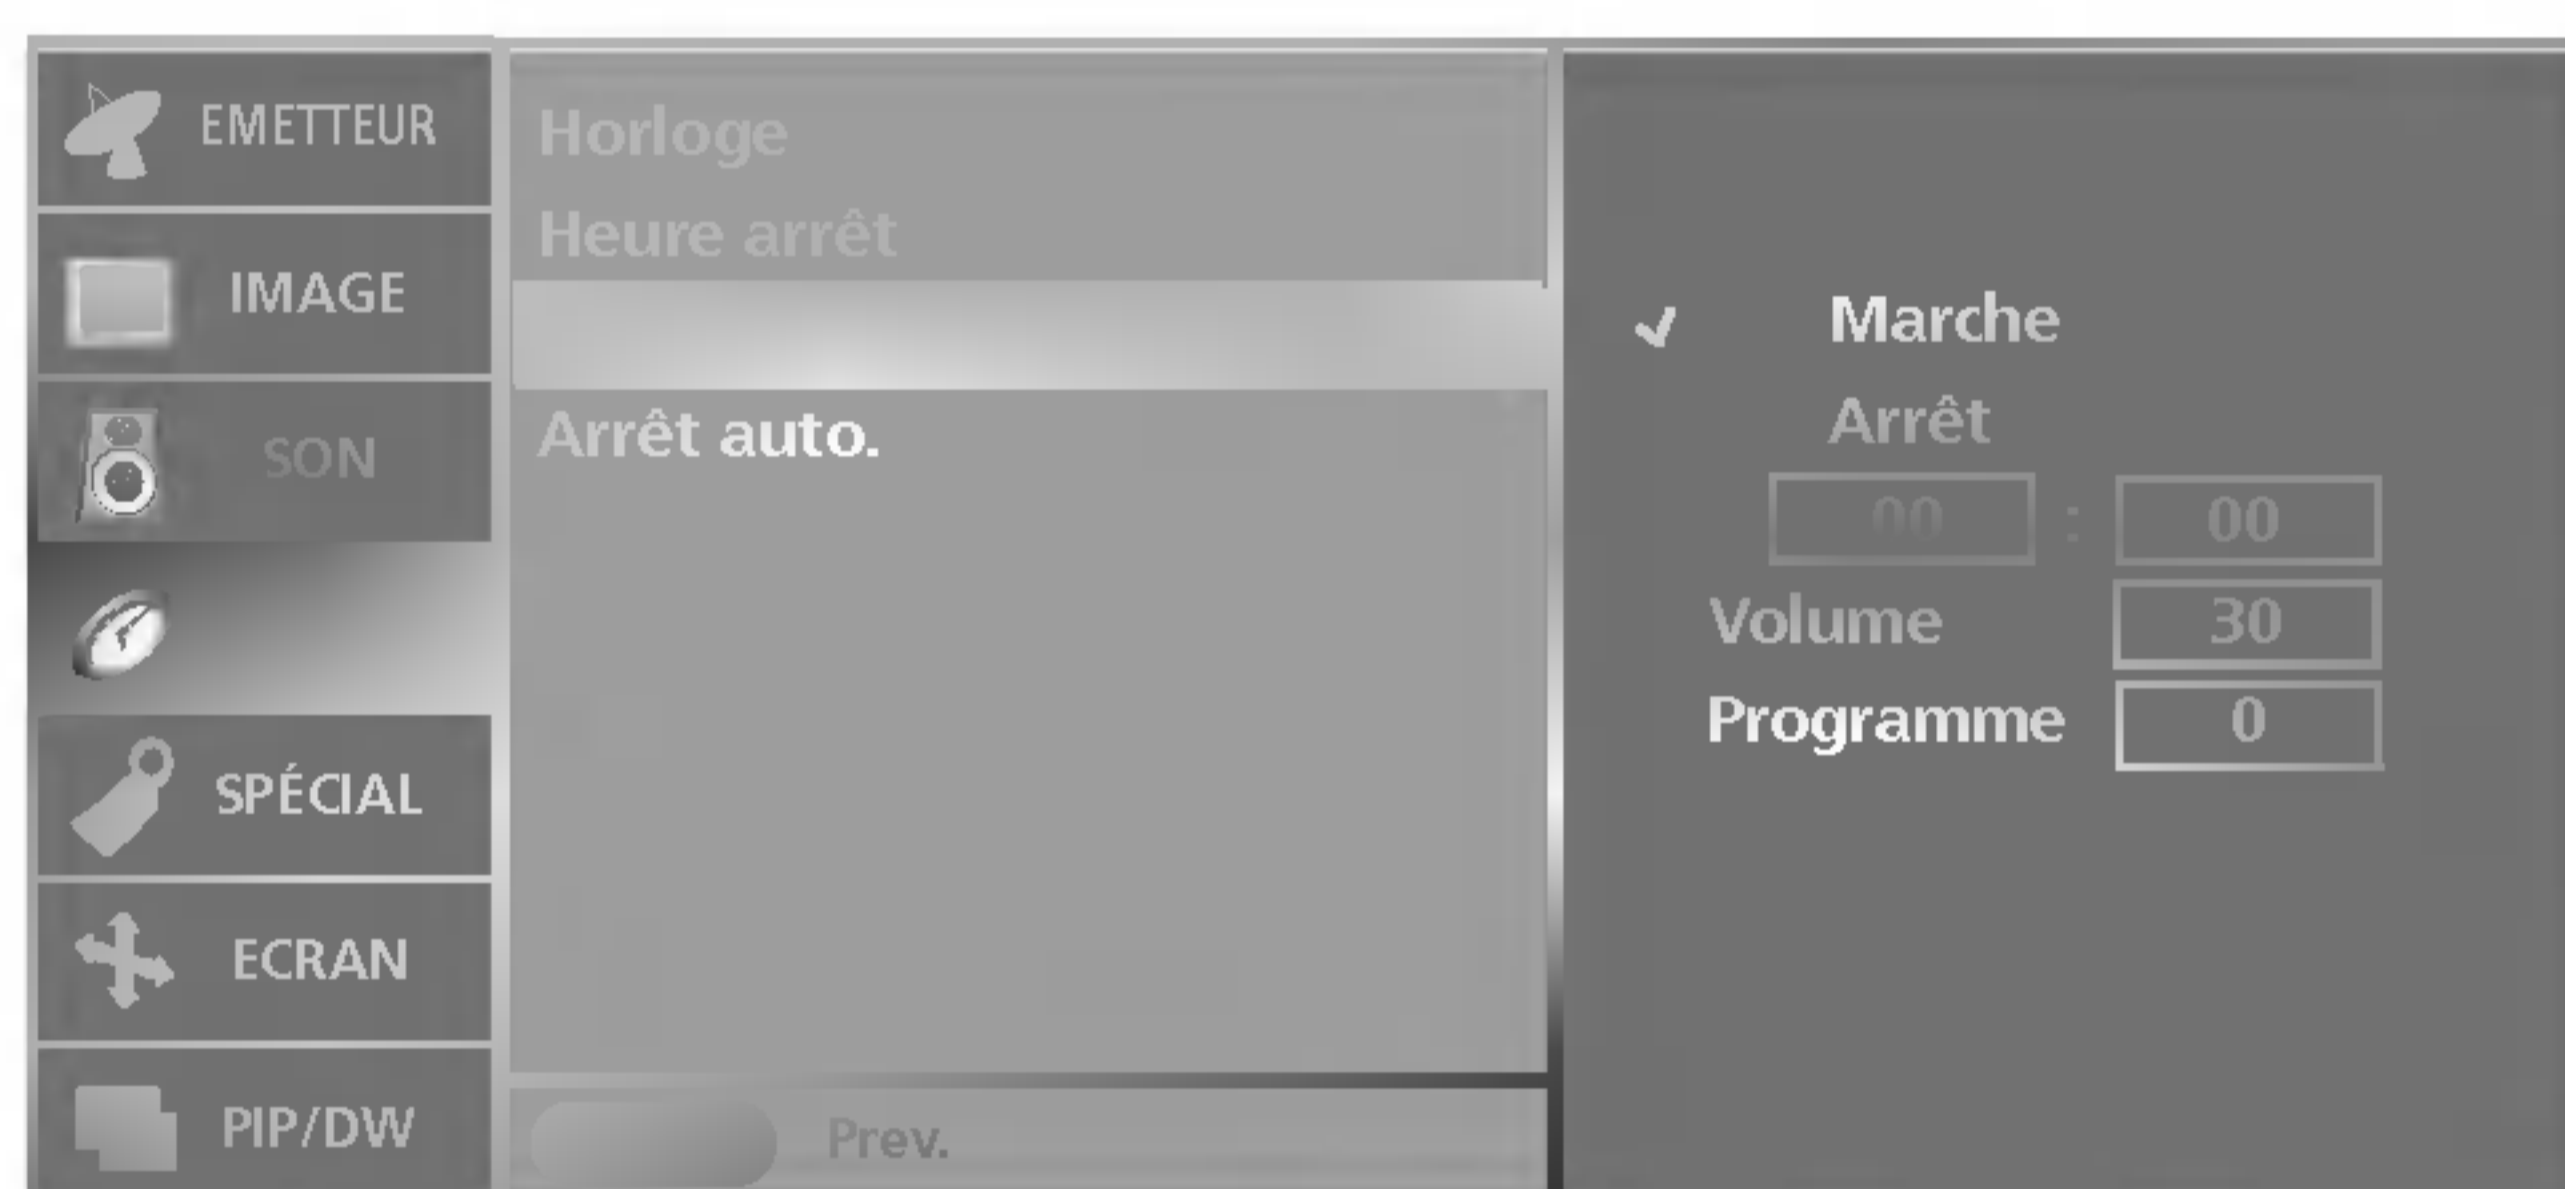 EMETTEUR
IMAGE
SON
SPÉCIAL
ECRAN
PIP/DW
Horloge
Heure arrêt
Arrêt auto.
Prev.
Marche
Arrêt
00 : 00
Volume 30
Programme 0